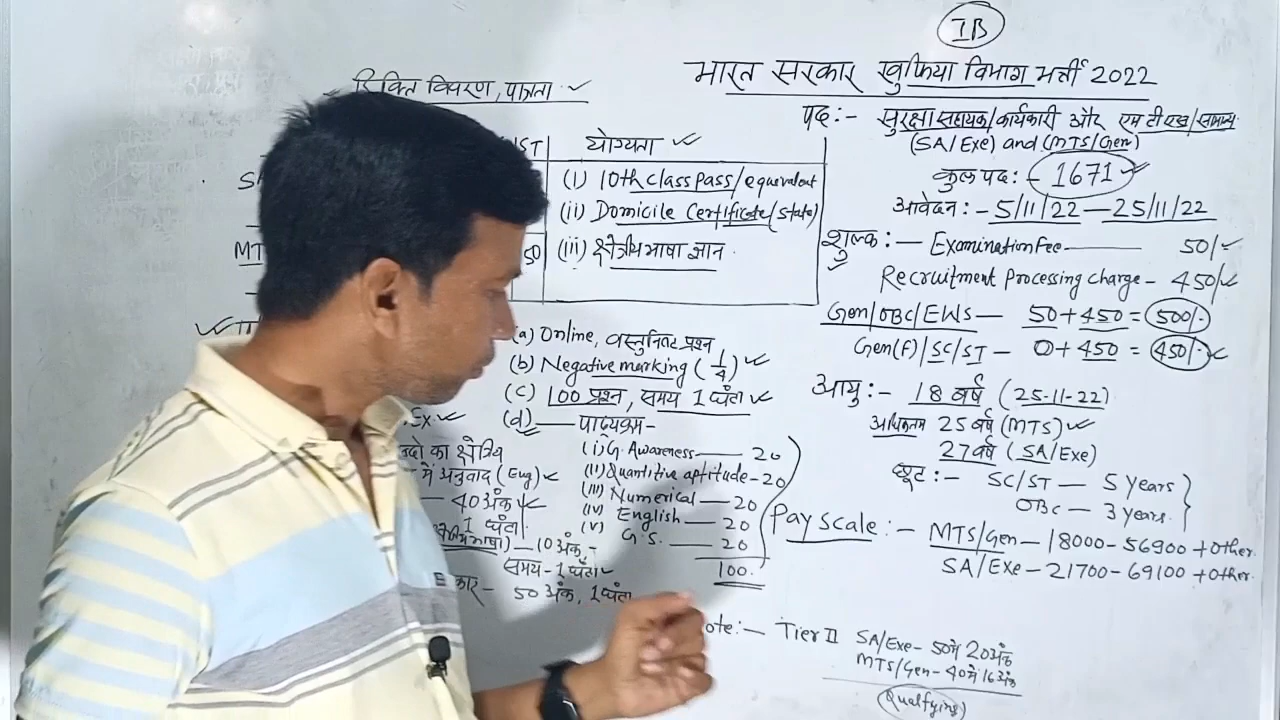 IB
भारत सरकार खुफिया विभाग भर्ती 2022
रिक्ति विवरण, पात्रता
पद :- सुरक्षा सहायक/कार्यकारी और एम टी एस/सामान्य
(SA/Exe) and (MTS/Gen)
कुल पद :- 1671
आवेदन :- 5/11/22 — 25/11/22
शुल्क :- Examination Fee — 50/-
Recruitment Processing Charge - 450/-
Gen/OBC/EWS — 50 + 450 = 500/-
Gen(F)/SC/ST — 0 + 450 = 450/-
आयु :- 18 वर्ष (25-11-22)
अधिकतम 25 वर्ष (MTS)
27 वर्ष (SA/Exe)
छूट :- SC/ST — 5 years
OBC — 3 years
Pay Scale :- MTS/Gen — 18000 - 56900 + Other.
SA/Exe - 21700 - 69100 + Other.
ST योग्यता
(i) 10th class pass/equivalent
(ii) Domicile Certificate (State)
MT 50 (iii) क्षेत्रीय भाषा ज्ञान
(a) Online, वस्तुनिष्ठ प्रश्न
(b) Negative marking (1/4)
(c) 100 प्रश्न, समय 1 घंटा
(d) — पाठ्यक्रम -
(i) G. Awareness — 20
(ii) Quantitive aptitude - 20
(iii) Numerical — 20
(iv) English — 20
(v) G.S. — 20
100.
Ex.
का क्षेत्रिय
में अनुवाद (Eng)
— 40 अंक
1 घंटा
भाषा) — 10 अंक -
समय - 1 घंटा
कार - 50 अंक, 1 घंटा
ote :- Tier II SA/Exe - 50 में 20 अंक
MTS/Gen - 40 में 16 अंक
(Qualfying)